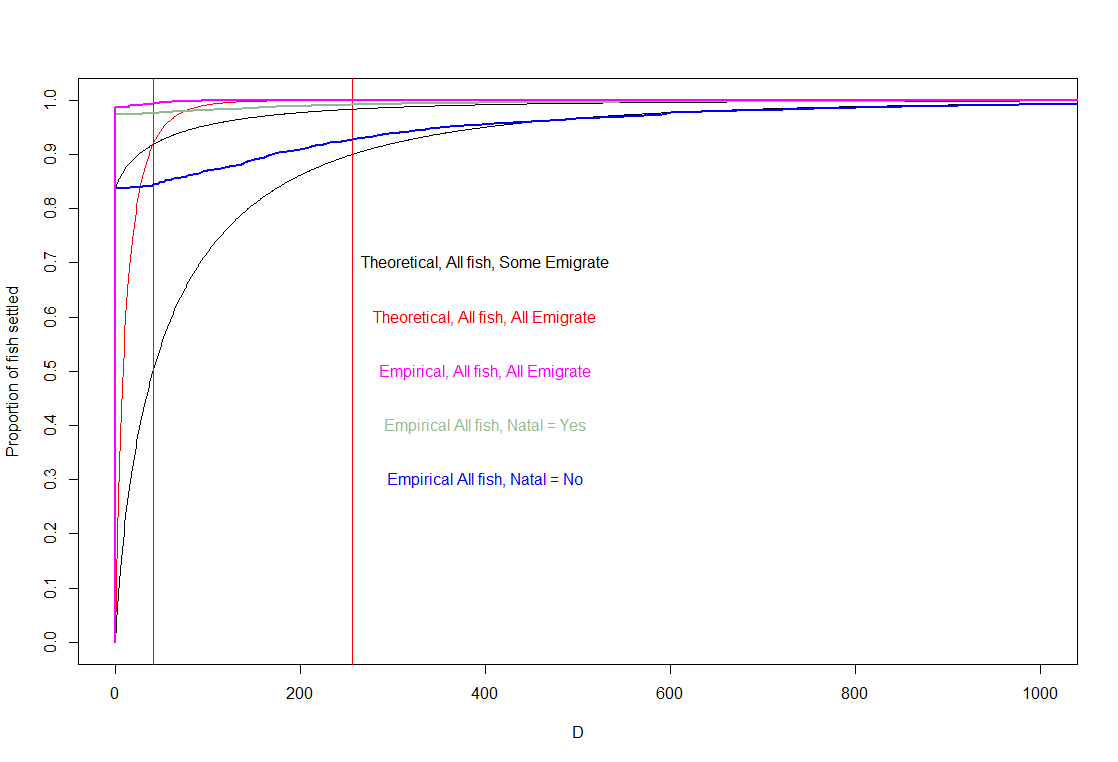 1.0
0.9
0.8
0.7
0.6
0.5
0.4
0.3
0.2
0.1
0.0
Proportion of fish settled
Theoretical, All fish, Some Emigrate
Theoretical, All fish, All Emigrate
Empirical, All fish, All Emigrate
Empirical All fish, Natal = Yes
Empirical All fish, Natal = No
0 200 400 600 800 1000
D